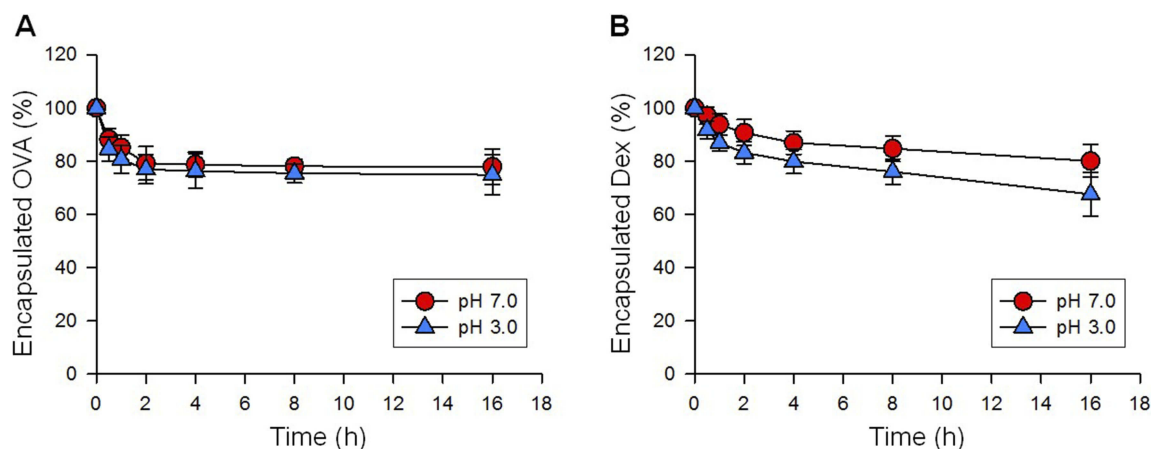 A
120
100
80
60
40
20
0
Encapsulated OVA (%)
pH 7.0
pH 3.0
0 2 4 6 8 10 12 14 16 18
Time (h)
B
120
100
80
60
40
20
0
Encapsulated Dex (%)
pH 7.0
pH 3.0
0 2 4 6 8 10 12 14 16 18
Time (h)